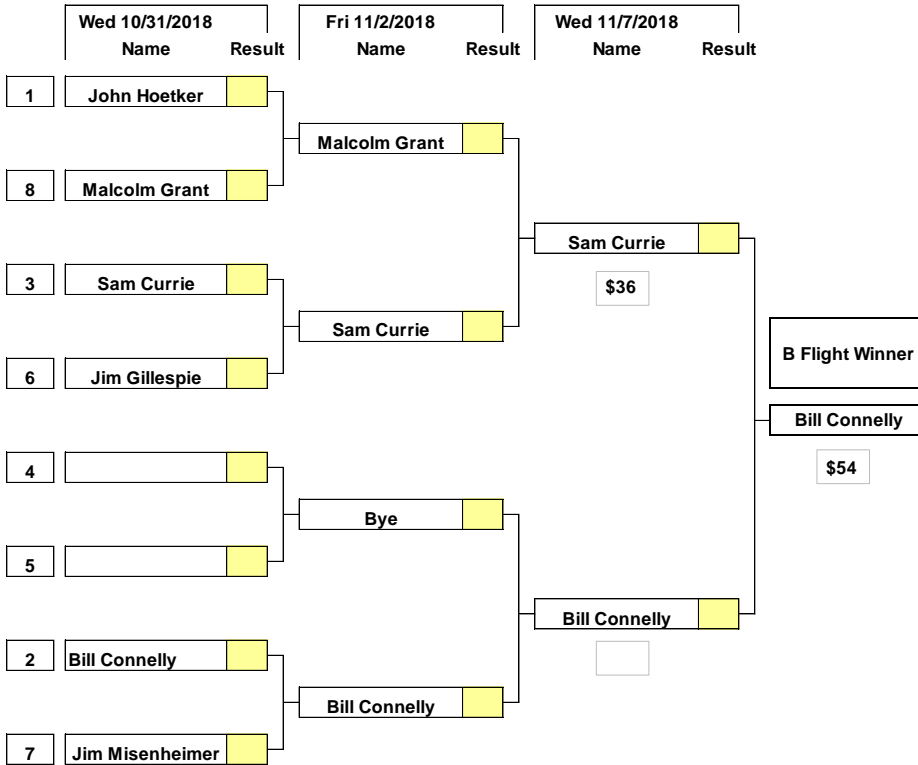 Wed 10/31/2018 Fri 11/2/2018 Wed 11/7/2018
Name Result Name Result Name Result
1 John Hoetker
Malcolm Grant
8 Malcolm Grant
Sam Currie
3 Sam Currie
$36
Sam Currie
B Flight Winner
6 Jim Gillespie
Bill Connelly
4
$54
Bye
5
Bill Connelly
2 Bill Connelly
Bill Connelly
7 Jim Misenheimer